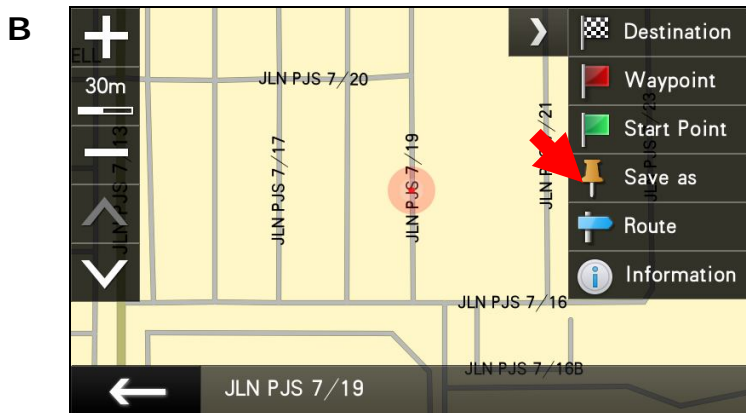 B
Destination
ELL
30m
JLN PJS 7/20
Waypoint
Start Point
JLN PJS 7/13
JLN PJS 7/17
JLN PJS 7/19
JLN PJS 7/21
JLN PJS 7/23
Save as
Route
Information
JLN PJS 7/16
JLN PJS 7/16B
JLN PJS 7/19